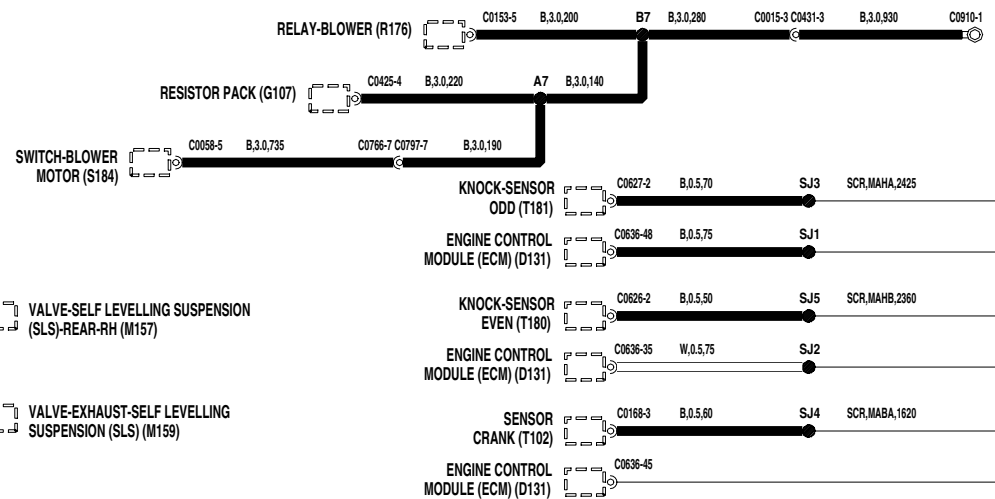 RELAY-BLOWER (R176) C0153-5 B,3.0,200 B7 B,3.0,280 C0015-3 C0431-3 B,3.0,930 C0910-1
RESISTOR PACK (G107) C0425-4 B,3.0,220 A7 B,3.0,140
SWITCH-BLOWER
MOTOR (S184)
C0058-5 B,3.0,735 C0766-7 C0797-7 B,3.0,190
KNOCK-SENSOR
ODD (T181)
C0627-2 B,0.5,70 SJ3 SCR,MAHA,2425
ENGINE CONTROL
MODULE (ECM) (D131)
C0636-48 B,0.5,75 SJ1
VALVE-SELF LEVELLING SUSPENSION
(SLS)-REAR-RH (M157)
KNOCK-SENSOR
EVEN (T180)
C0626-2 B,0.5,50 SJ5 SCR,MAHB,2360
ENGINE CONTROL
MODULE (ECM) (D131)
C0636-35 W,0.5,75 SJ2
VALVE-EXHAUST-SELF LEVELLING
SUSPENSION (SLS) (M159)
SENSOR
CRANK (T102)
C0168-3 B,0.5,60 SJ4 SCR,MABA,1620
ENGINE CONTROL
MODULE (ECM) (D131)
C0636-45